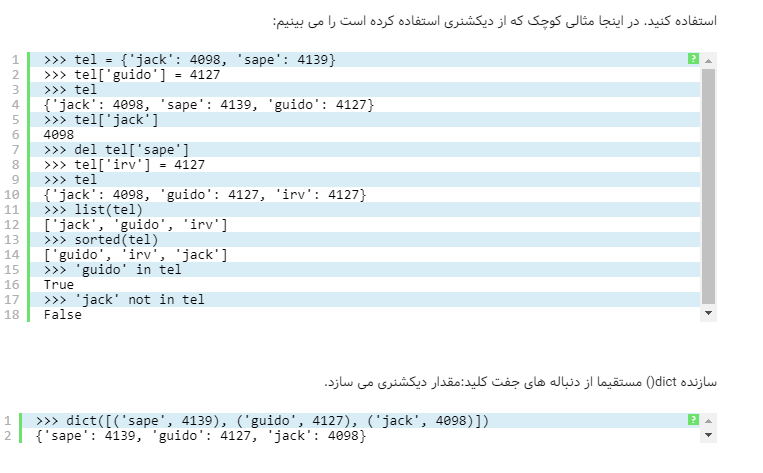 استفاده کنید. در اینجا مثالی کوچک که از دیکشنری استفاده کرده است را می بینیم:
1 >>> tel = {'jack': 4098, 'sape': 4139}
2 >>> tel['guido'] = 4127
3 >>> tel
4 {'jack': 4098, 'sape': 4139, 'guido': 4127}
5 >>> tel['jack']
6 4098
7 >>> del tel['sape']
8 >>> tel['irv'] = 4127
9 >>> tel
10 {'jack': 4098, 'guido': 4127, 'irv': 4127}
11 >>> list(tel)
12 ['jack', 'guido', 'irv']
13 >>> sorted(tel)
14 ['guido', 'irv', 'jack']
15 >>> 'guido' in tel
16 True
17 >>> 'jack' not in tel
18 False
?
سازنده dict() مستقیما از دنباله های جفت کلید:مقدار دیکشنری می سازد.
1 >>> dict([('sape', 4139), ('guido', 4127), ('jack', 4098)])
2 {'sape': 4139, 'guido': 4127, 'jack': 4098}
?